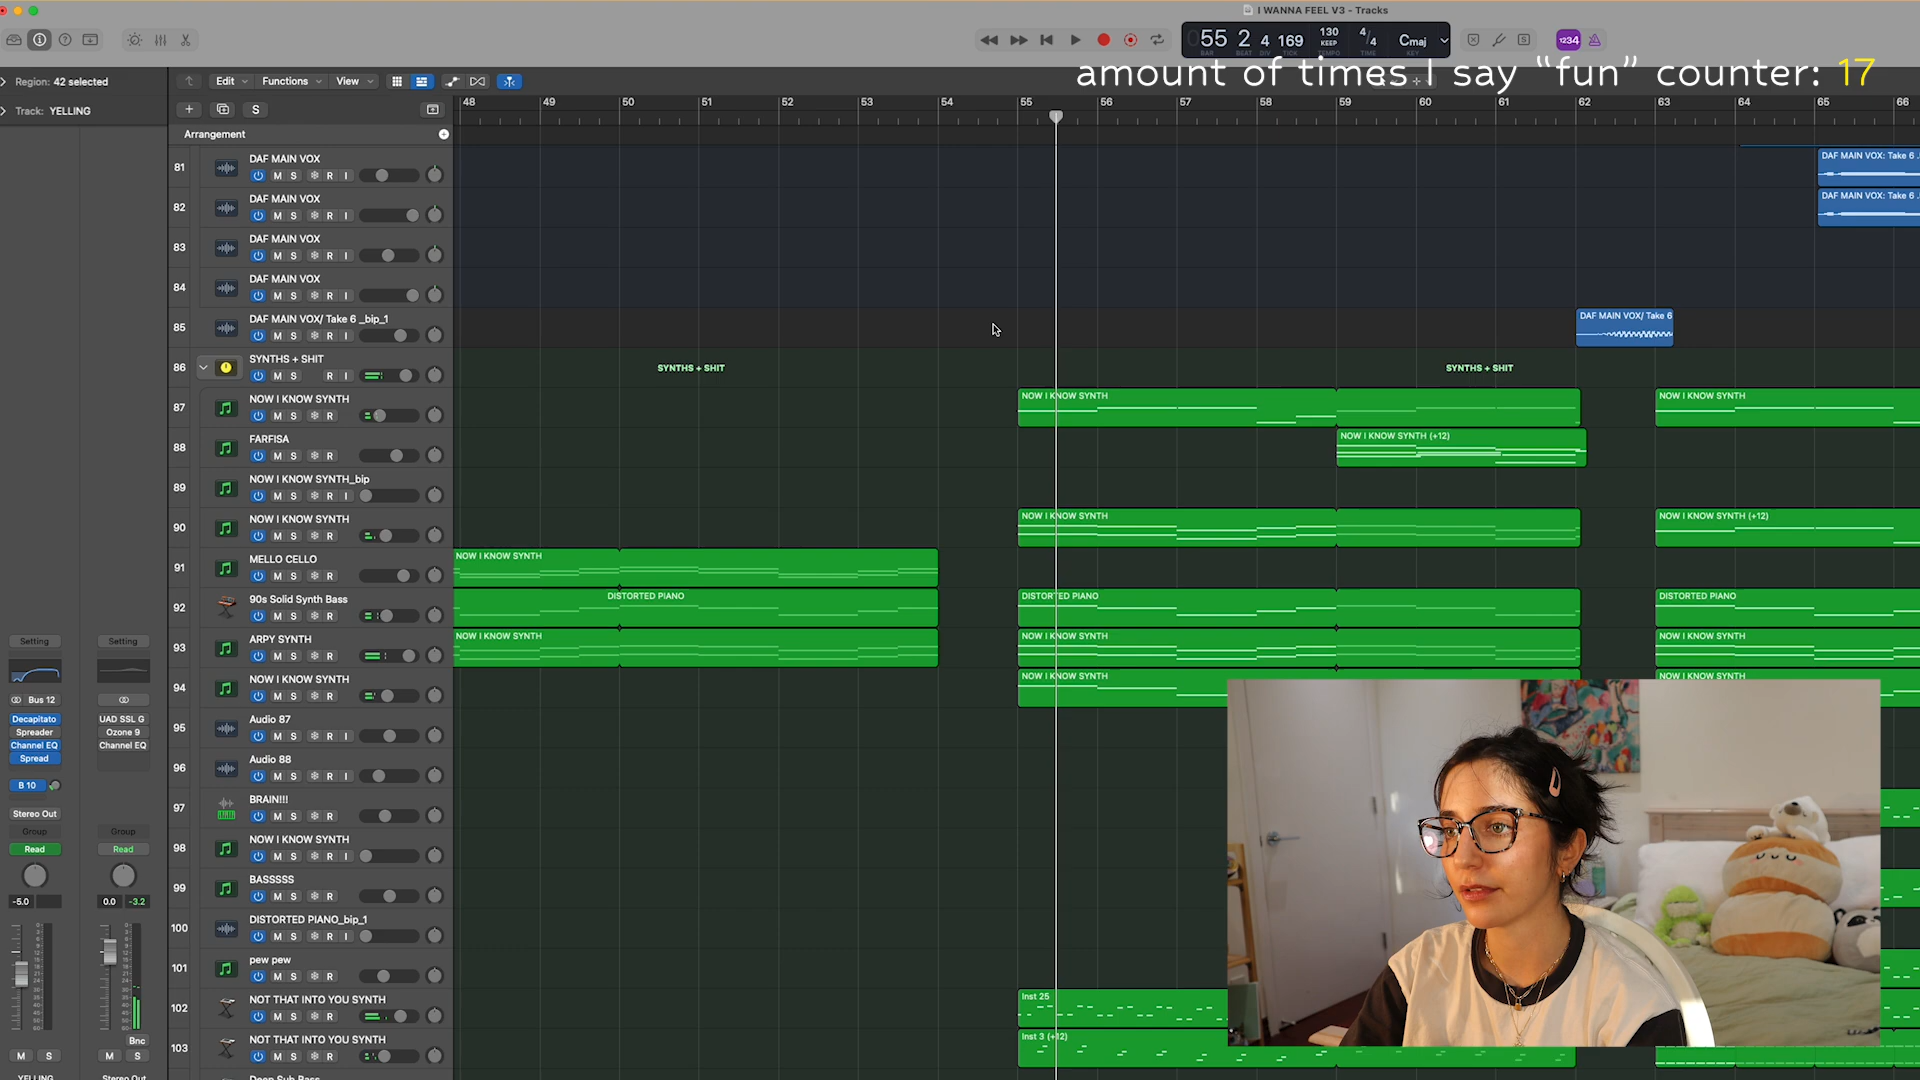 I WANNA FEEL V3 - Tracks
55 2 4 169
BAR BEAT DIV TICK
130
KEEP
TEMPO
4/4
TIME
Cmaj
KEY
1234
amount of times I say “fun” counter: 17
Region: 42 selected
Edit
Functions
View
Track: YELLING
S
48 49 50 51 52 53 54 55 56 57 58 59 60 61 62 63 64 65 66
Arrangement
81 DAF MAIN VOX
M S R I
DAF MAIN VOX: Take 6
82 DAF MAIN VOX
M S R I
DAF MAIN VOX: Take 6
83 DAF MAIN VOX
M S R I
84 DAF MAIN VOX
M S R I
85 DAF MAIN VOX/ Take 6 _bip_1
M S R I
DAF MAIN VOX/ Take 6
86 SYNTHS + SHIT
M S R I
SYNTHS + SHIT
SYNTHS + SHIT
87 NOW I KNOW SYNTH
M S R
NOW I KNOW SYNTH
NOW I KNOW SYNTH
88 FARFISA
M S R
NOW I KNOW SYNTH (+12)
89 NOW I KNOW SYNTH_bip
M S R
90 NOW I KNOW SYNTH
M S R
NOW I KNOW SYNTH
NOW I KNOW SYNTH (+12)
91 MELLO CELLO
M S R
NOW I KNOW SYNTH
92 90s Solid Synth Bass
M S R
DISTORTED PIANO
DISTORTED PIANO
DISTORTED PIANO
93 ARPY SYNTH
M S R
NOW I KNOW SYNTH
NOW I KNOW SYNTH
NOW I KNOW SYNTH
94 NOW I KNOW SYNTH
M S R
NOW I KNOW SYNTH
NOW I KNOW SYNTH
95 Audio 87
M S R I
96 Audio 88
M S R I
97 BRAIN!!!
M S R
98 NOW I KNOW SYNTH
M S R I
99 BASSSSS
M S R
100 DISTORTED PIANO_bip_1
M S R I
101 pew pew
M S R
102 NOT THAT INTO YOU SYNTH
M S R
Inst 25
103 NOT THAT INTO YOU SYNTH
M S R
Inst 3 (+12)
Deep Sub Bass
Setting
Bus 12
Decapitato
Spreader
Channel EQ
Spread
B 10
Stereo Out
Group
Read
-5.0
M S
YELLING
Setting
UAD SSL G
Ozone 9
Channel EQ
Group
Read
0.0 -3.2
Bnc
M S
Stereo Out